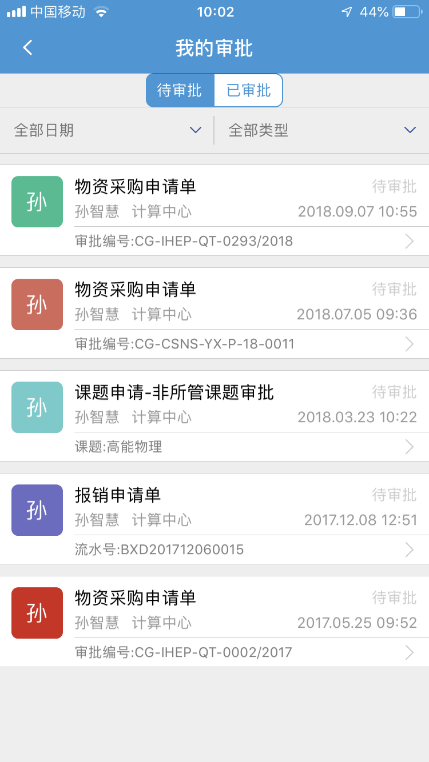 中国移动 10:02 44%
我的审批
待审批 已审批
全部日期 全部类型
孙 物资采购申请单 待审批
孙智慧 计算中心 2018.09.07 10:55
审批编号:CG-IHEP-QT-0293/2018
孙 物资采购申请单 待审批
孙智慧 计算中心 2018.07.05 09:36
审批编号:CG-CSNS-YX-P-18-0011
孙 课题申请-非所管课题审批 待审批
孙智慧 计算中心 2018.03.23 10:22
课题:高能物理
孙 报销申请单 待审批
孙智慧 计算中心 2017.12.08 12:51
流水号:BXD201712060015
孙 物资采购申请单 待审批
孙智慧 计算中心 2017.05.25 09:52
审批编号:CG-IHEP-QT-0002/2017